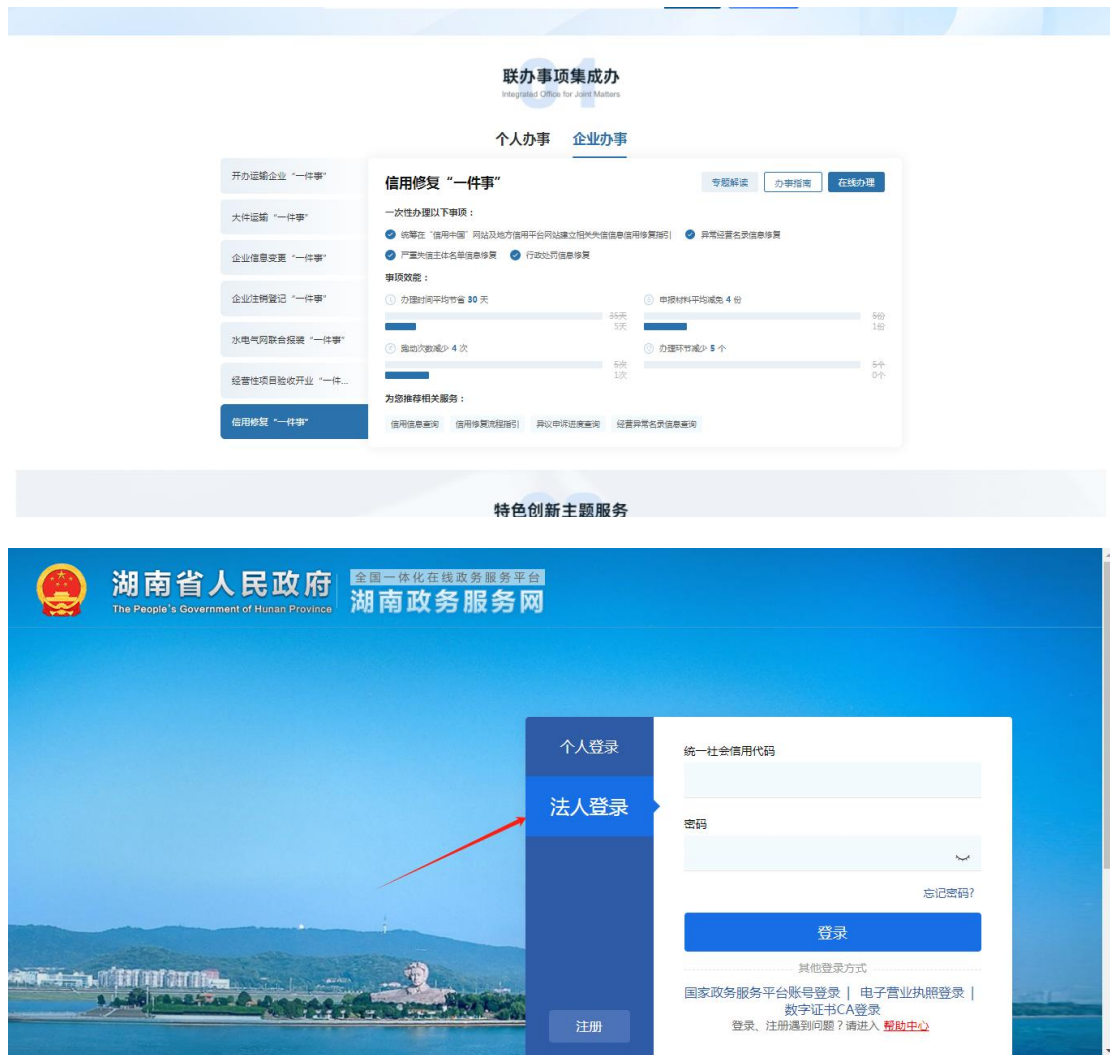 联办事项集成办
Integrated Office for Joint Matters
个人办事 企业办事
开办运输企业 “一件事”
大件运输 “一件事”
企业信息变更 “一件事”
企业注销登记 “一件事”
水电气网联合报装 “一件事”
经营性项目验收开业 “一件...
信用修复 “一件事”
信用修复 “一件事”
专题解读 办事指南 在线办理
一次性办理以下事项：
统筹在“信用中国”网站及地方信用平台网站建立相关失信信息信用修复指引 异常经营名录信息修复
严重失信主体名单信息修复 行政处罚信息修复
事项效能：
办理时间平均节省 30 天 申报材料平均减免 4 份
35天 5份
5天 1份
跑动次数减少 4 次 办理环节减少 5 个
5次 5个
1次 0个
为您推荐相关服务：
信用信息查询 信用修复流程指引 异议申诉进度查询 经营异常名录信息查询
特色创新主题服务
湖南省人民政府
The People's Government of Hunan Province
全国一体化在线政务服务平台
湖南政务服务网
个人登录
法人登录
注册
统一社会信用代码
密码
忘记密码?
登录
其他登录方式
国家政务服务平台账号登录 | 电子营业执照登录 |
数字证书CA登录
登录、注册遇到问题？请进入 帮助中心